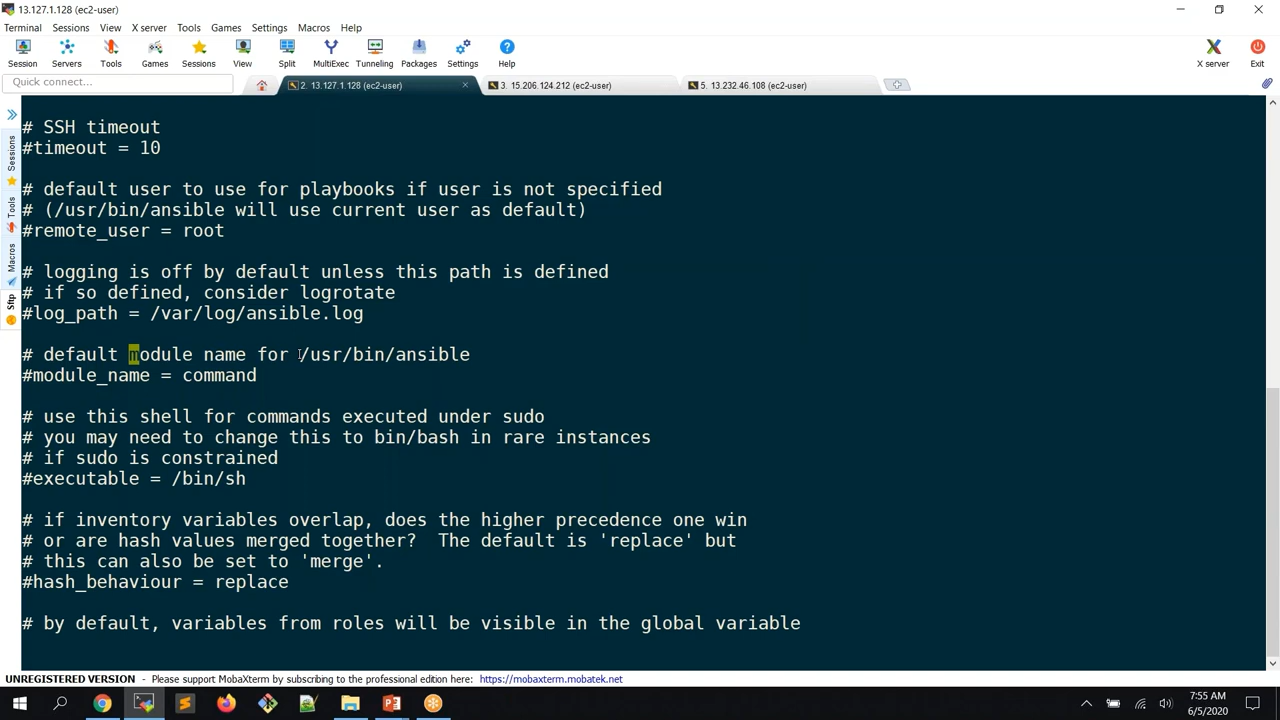 13.127.1.128 (ec2-user)
Terminal Sessions View X server Tools Games Settings Macros Help
Session Servers Tools Games Sessions View Split MultiExec Tunneling Packages Settings Help X server Exit
Quick connect...
2. 13.127.1.128 (ec2-user)
3. 15.206.124.212 (ec2-user)
5. 13.232.46.108 (ec2-user)
Sessions
Tools
Macros
Sftp
# SSH timeout
#timeout = 10
# default user to use for playbooks if user is not specified
# (/usr/bin/ansible will use current user as default)
#remote_user = root
# logging is off by default unless this path is defined
# if so defined, consider logrotate
#log_path = /var/log/ansible.log
# default module name for /usr/bin/ansible
#module_name = command
# use this shell for commands executed under sudo
# you may need to change this to bin/bash in rare instances
# if sudo is constrained
#executable = /bin/sh
# if inventory variables overlap, does the higher precedence one win
# or are hash values merged together?  The default is 'replace' but
# this can also be set to 'merge'.
#hash_behaviour = replace
# by default, variables from roles will be visible in the global variable
UNREGISTERED VERSION - Please support MobaXterm by subscribing to the professional edition here: https://mobaxterm.mobatek.net
7:55 AM
6/5/2020